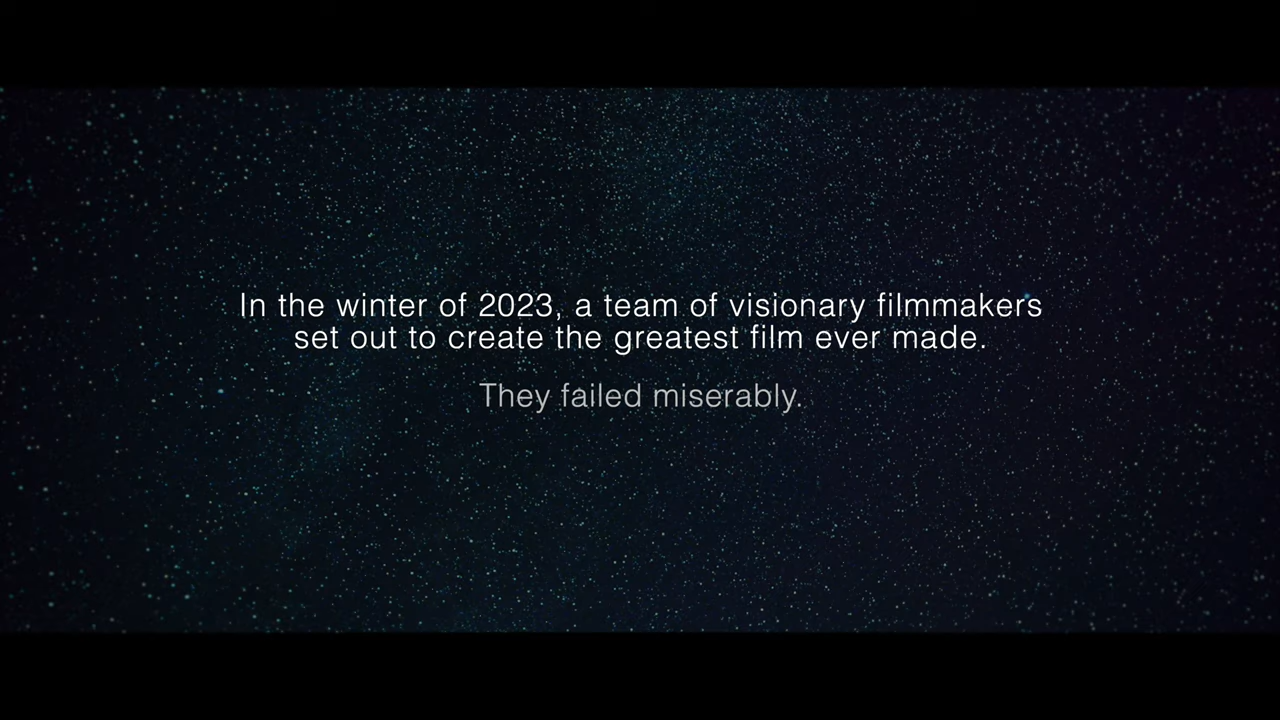 In the winter of 2023, a team of visionary filmmakers
set out to create the greatest film ever made.
They failed miserably.